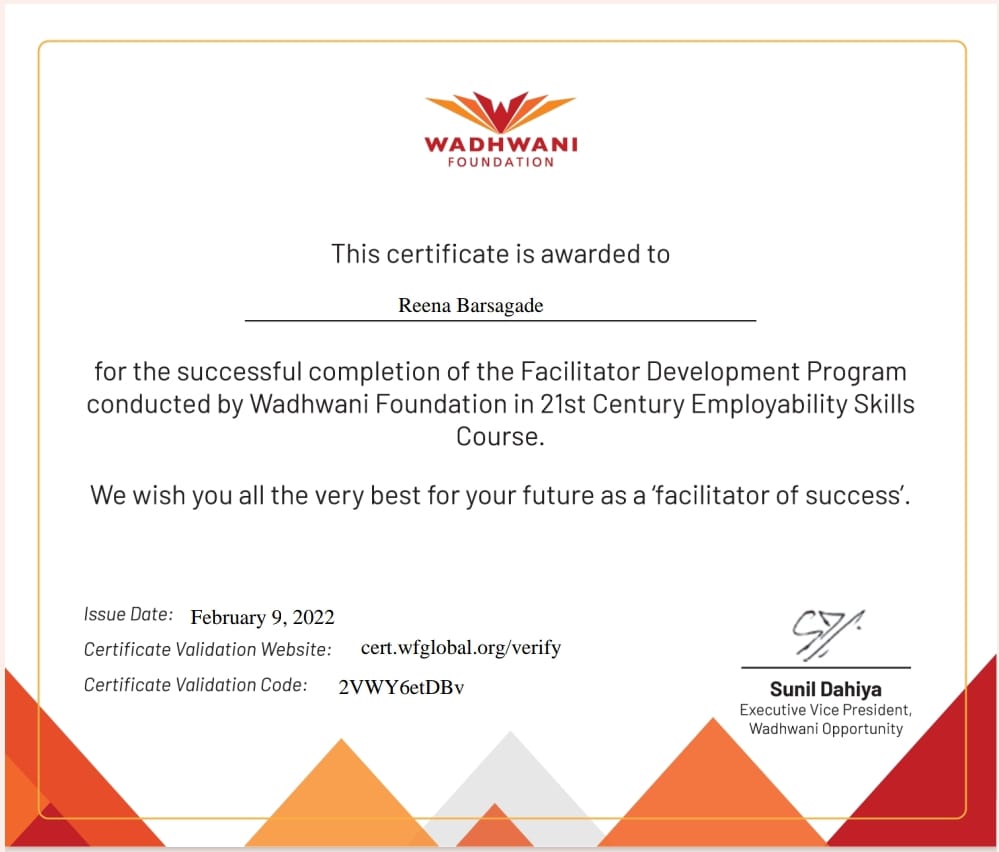 WADHWANI
FOUNDATION
This certificate is awarded to
Reena Barsagade
for the successful completion of the Facilitator Development Program
conducted by Wadhwani Foundation in 21st Century Employability Skills
Course.
We wish you all the very best for your future as a ‘facilitator of success’.
Issue Date: February 9, 2022
Certificate Validation Website: cert.wfglobal.org/verify
Certificate Validation Code: 2VWY6etDBv
Sunil Dahiya
Executive Vice President,
Wadhwani Opportunity